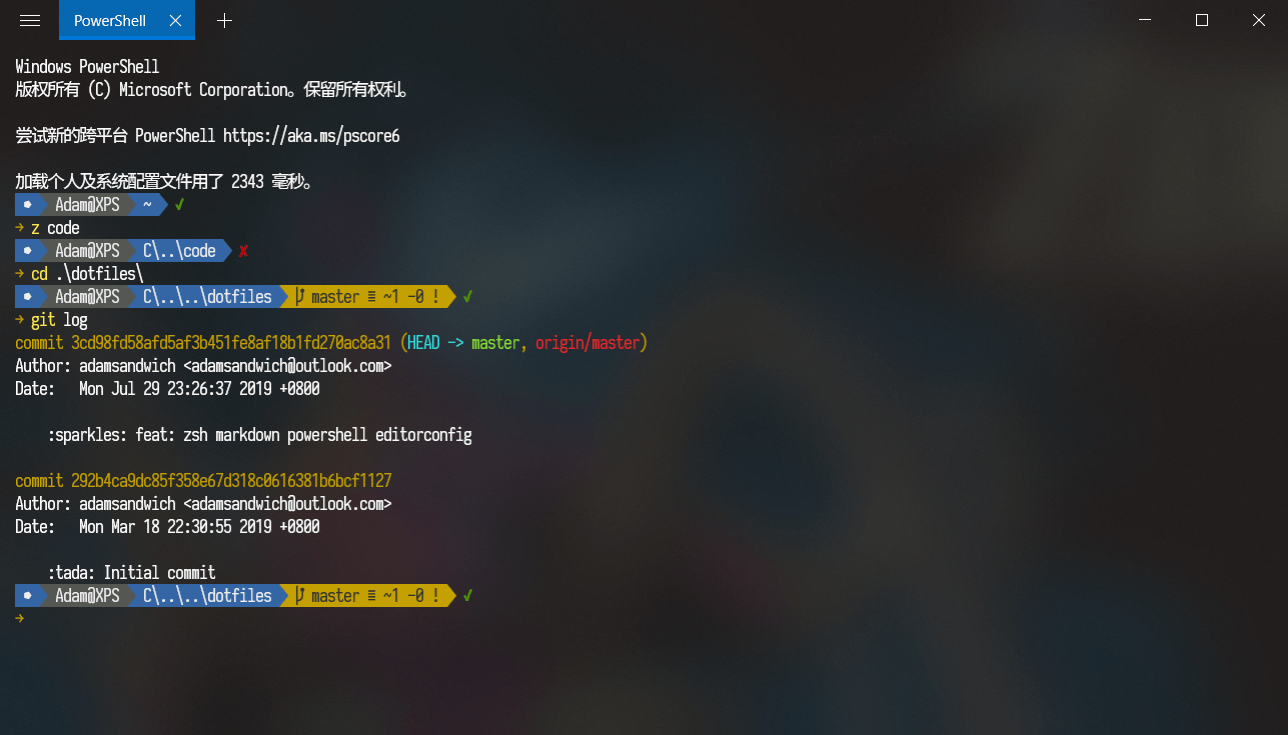 PowerShell
Windows PowerShell
版权所有 (C) Microsoft Corporation。保留所有权利。
尝试新的跨平台 PowerShell https://aka.ms/pscore6
加载个人及系统配置文件用了 2343 毫秒。
● Adam@XPS ~ ✓
→ z code
● Adam@XPS C\..\code ✗
→ cd .\dotfiles\
● Adam@XPS C\..\..\dotfiles master ≡ ~1 -0 ! ✓
→ git log
commit 3cd98fd58afd5af3b451fe8af18b1fd270ac8a31 (HEAD -> master, origin/master)
Author: adamsandwich <adamsandwich@outlook.com>
Date:   Mon Jul 29 23:26:37 2019 +0800
:sparkles: feat: zsh markdown powershell editorconfig
commit 292b4ca9dc85f358e67d318c0616381b6bcf1127
Author: adamsandwich <adamsandwich@outlook.com>
Date:   Mon Mar 18 22:30:55 2019 +0800
:tada: Initial commit
● Adam@XPS C\..\..\dotfiles master ≡ ~1 -0 ! ✓
→